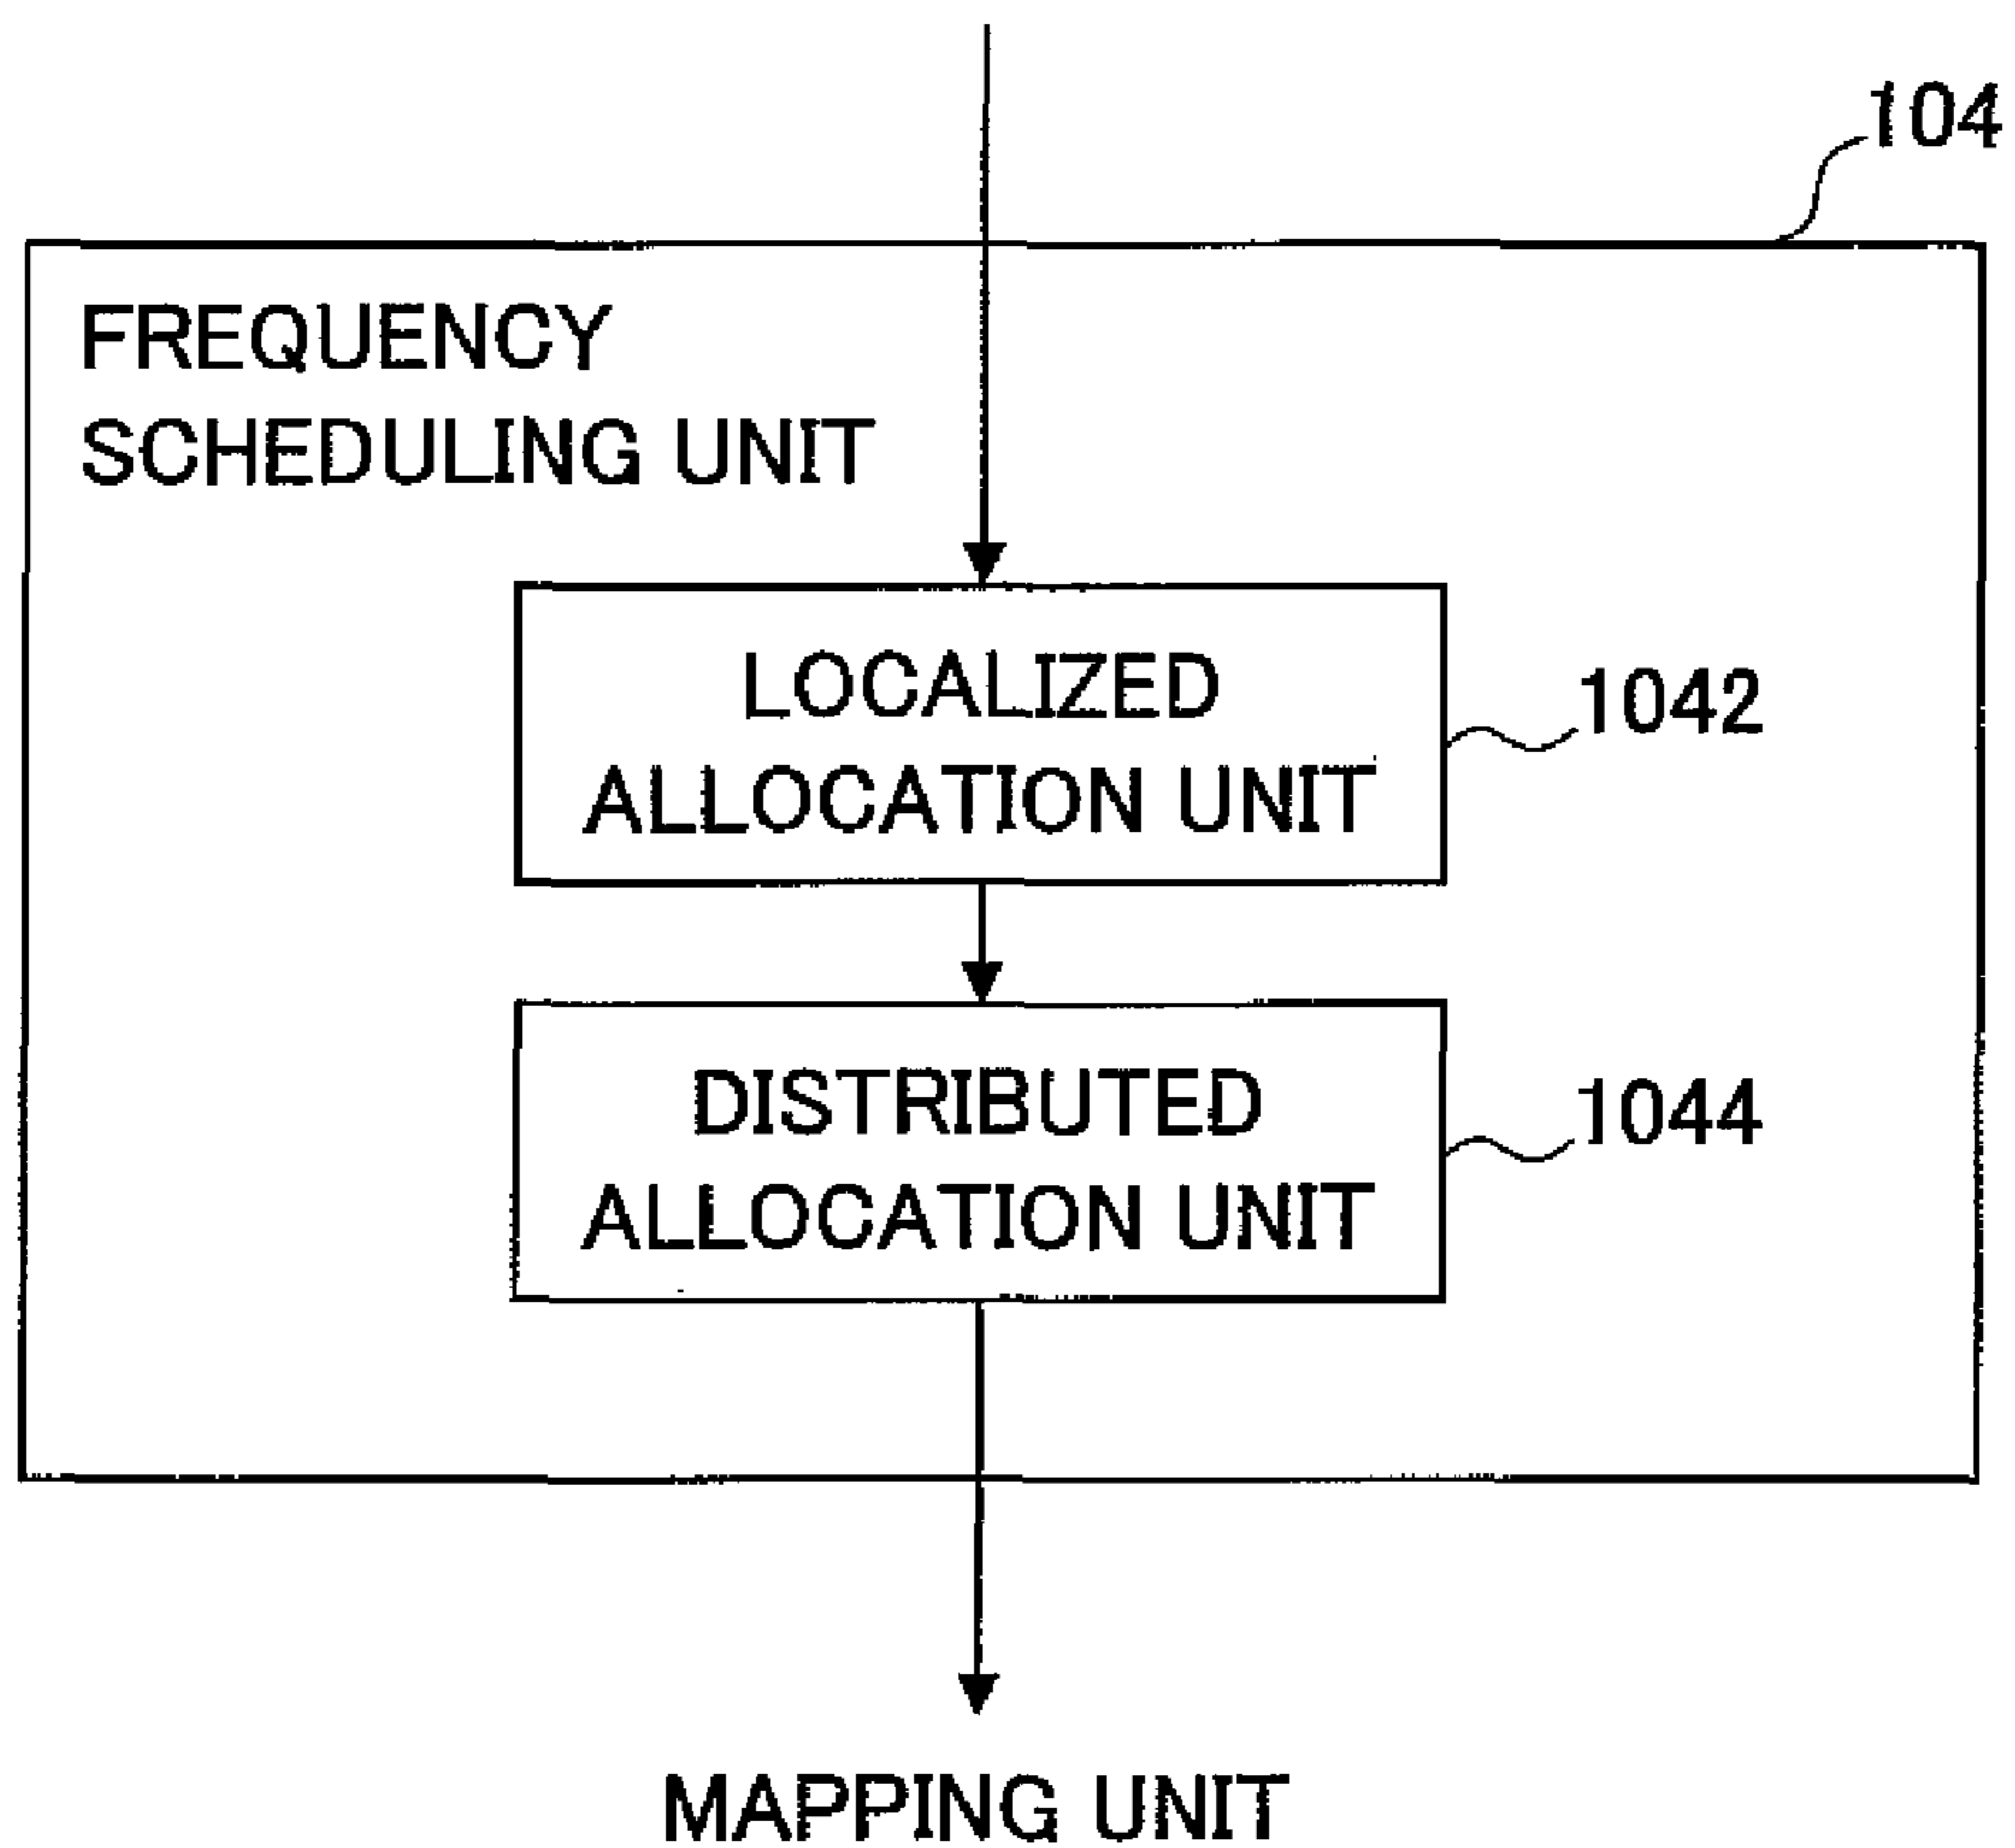 104
FREQUENCY
SCHEDULING UNIT
LOCALIZED
ALLOCATION UNIT
1042
DISTRIBUTED
ALLOCATION UNIT
1044
MAPPING UNIT